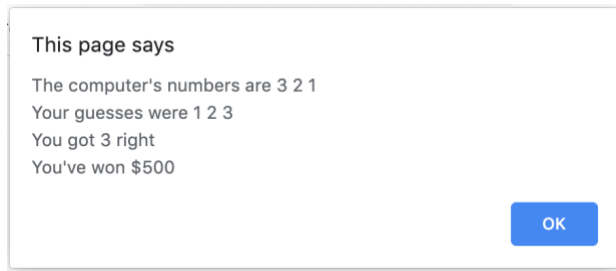 This page says
The computer's numbers are 3 2 1
Your guesses were 1 2 3
You got 3 right
You've won $500
OK